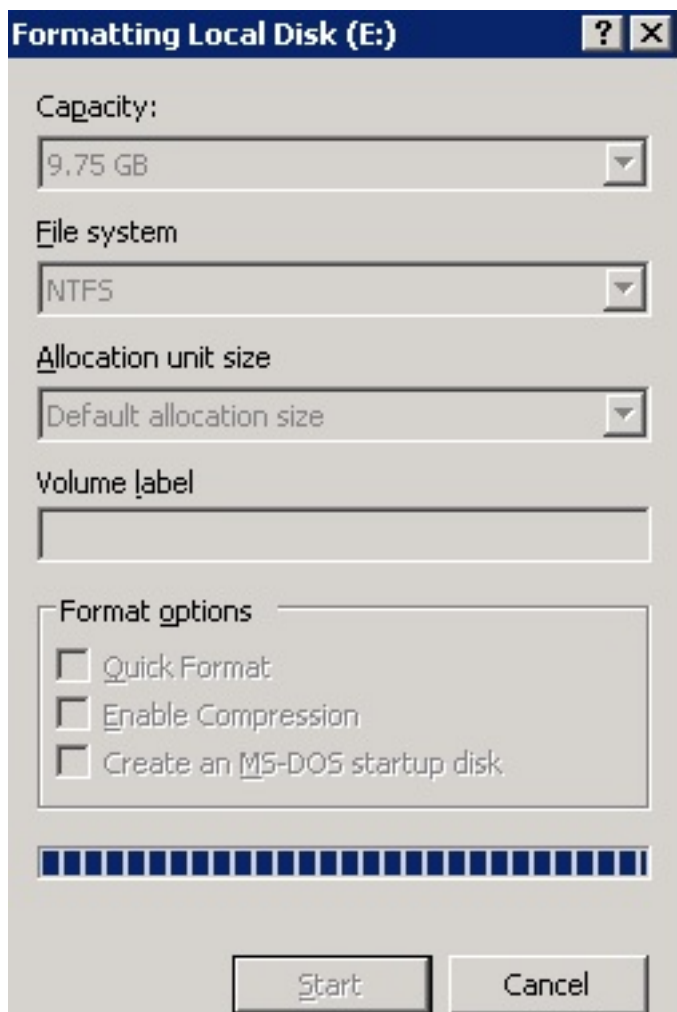 Formatting Local Disk (E:)
Capacity:
9.75 GB
File system
NTFS
Allocation unit size
Default allocation size
Volume label
Format options
Quick Format
Enable Compression
Create an MS-DOS startup disk
Start Cancel